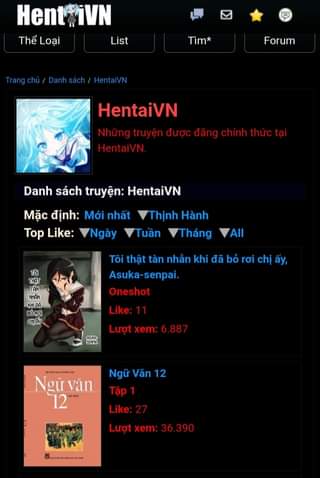 HentaiVN
Thể Loại
List
Tìm*
Forum
Trang chủ / Danh sách / HentaiVN
HentaiVN
Những truyện được đăng chính thức tại
HentaiVN.
Danh sách truyện: HentaiVN
Mặc định: Mới nhất ▼Thịnh Hành
Top Like: ▼Ngày ▼Tuần ▼Tháng ▼All
Tôi thật tàn nhẫn khi đã bỏ rơi chị ấy,
Asuka-senpai.
Oneshot
Like: 11
Lượt xem: 6.887
Ngữ văn
12
Ngữ Văn 12
Tập 1
Like: 27
Lượt xem: 36.390